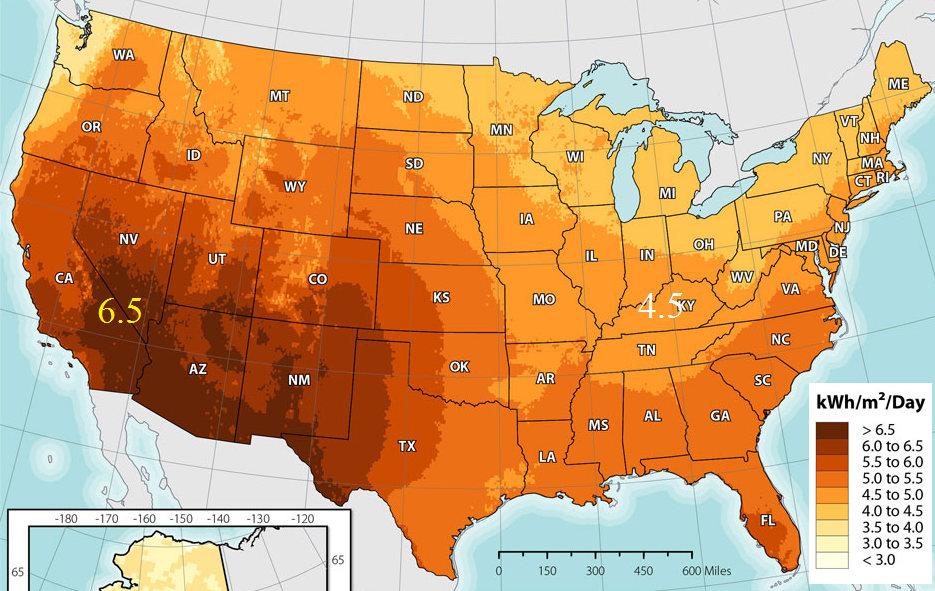 WA
ME
MT
ND
VT
OR
MN
NH
ID
WI
NY
MA
SD
CT
RI
WY
MI
IA
PA
NE
NJ
NV
OH
MD
DE
UT
IL
IN
CA
CO
WV
KS
MO
VA
6.5
4.5
KY
NC
TN
AZ
OK
NM
AR
SC
MS
AL
GA
TX
LA
FL
kWh/m²/Day
> 6.5
6.0 to 6.5
5.5 to 6.0
5.0 to 5.5
4.5 to 5.0
4.0 to 4.5
3.5 to 4.0
3.0 to 3.5
< 3.0
-180 -170 -160 -150 -140 -130 -120
65
65
0 150 300 450 600 Miles